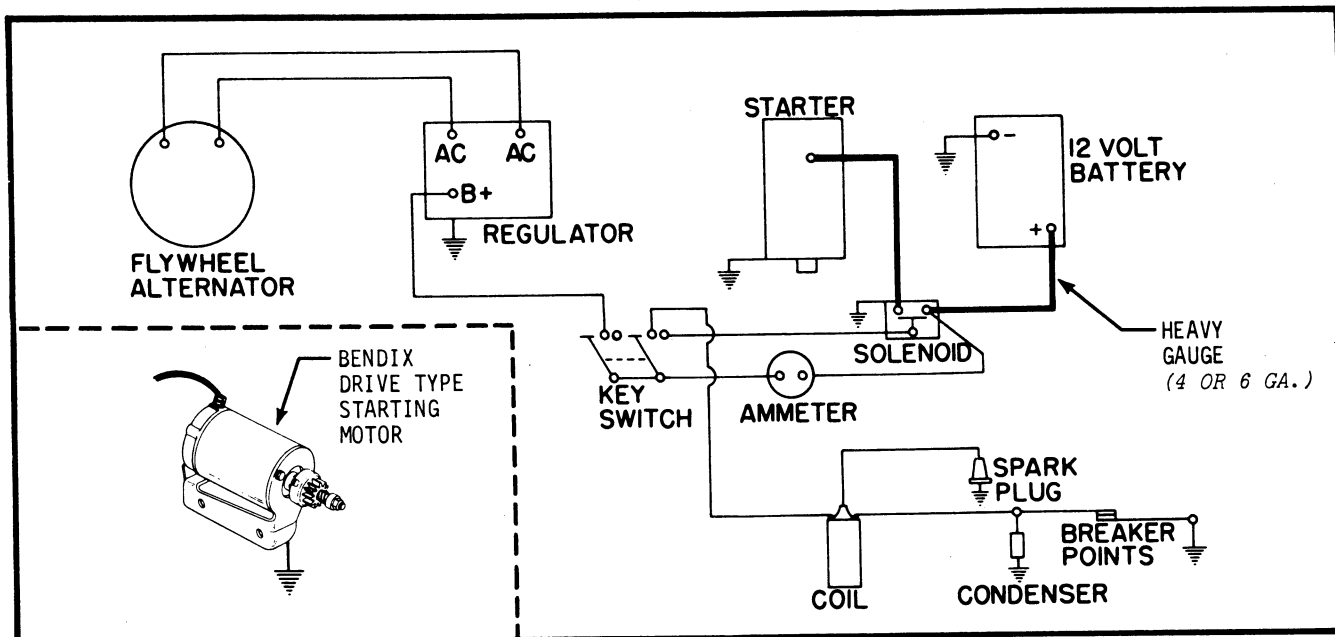 STARTER
12 VOLT
BATTERY
-
+
AC AC
B+
REGULATOR
FLYWHEEL
ALTERNATOR
SOLENOID
HEAVY
GAUGE
(4 OR 6 GA.)
KEY
SWITCH
AMMETER
BENDIX
DRIVE TYPE
STARTING
MOTOR
SPARK
PLUG
BREAKER
POINTS
COIL
CONDENSER